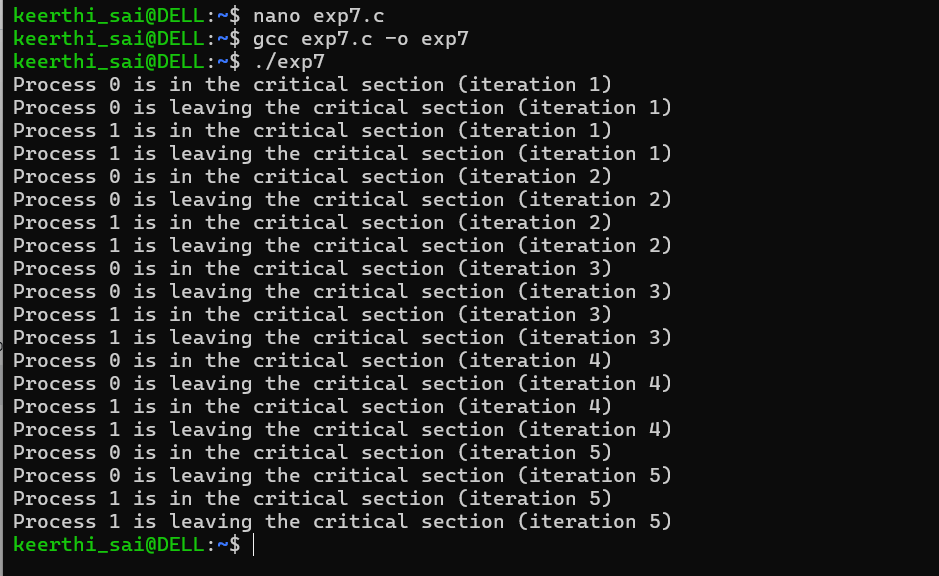 keerthi_sai@DELL:~$ nano exp7.c
keerthi_sai@DELL:~$ gcc exp7.c -o exp7
keerthi_sai@DELL:~$ ./exp7
Process 0 is in the critical section (iteration 1)
Process 0 is leaving the critical section (iteration 1)
Process 1 is in the critical section (iteration 1)
Process 1 is leaving the critical section (iteration 1)
Process 0 is in the critical section (iteration 2)
Process 0 is leaving the critical section (iteration 2)
Process 1 is in the critical section (iteration 2)
Process 1 is leaving the critical section (iteration 2)
Process 0 is in the critical section (iteration 3)
Process 0 is leaving the critical section (iteration 3)
Process 1 is in the critical section (iteration 3)
Process 1 is leaving the critical section (iteration 3)
Process 0 is in the critical section (iteration 4)
Process 0 is leaving the critical section (iteration 4)
Process 1 is in the critical section (iteration 4)
Process 1 is leaving the critical section (iteration 4)
Process 0 is in the critical section (iteration 5)
Process 0 is leaving the critical section (iteration 5)
Process 1 is in the critical section (iteration 5)
Process 1 is leaving the critical section (iteration 5)
keerthi_sai@DELL:~$